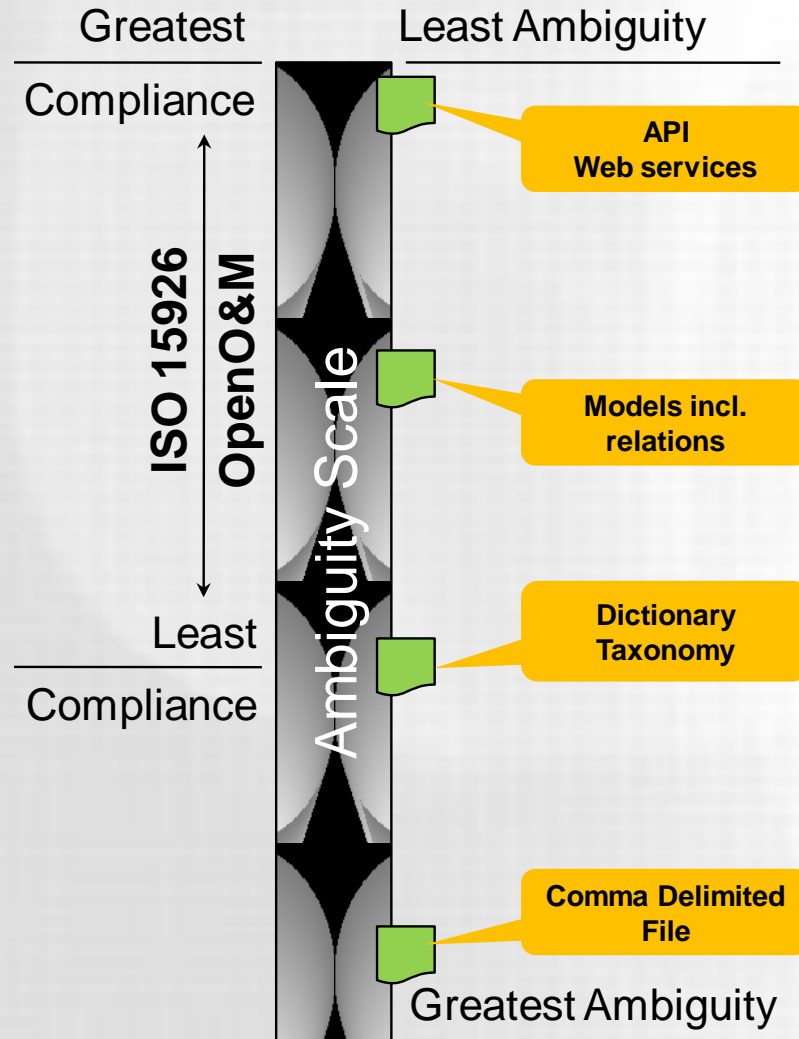 Greatest
Least Ambiguity
Compliance
API
Web services
ISO 15926
OpenO&M
Ambiguity Scale
Models incl.
relations
Dictionary
Taxonomy
Least
Compliance
Comma Delimited
File
Greatest Ambiguity